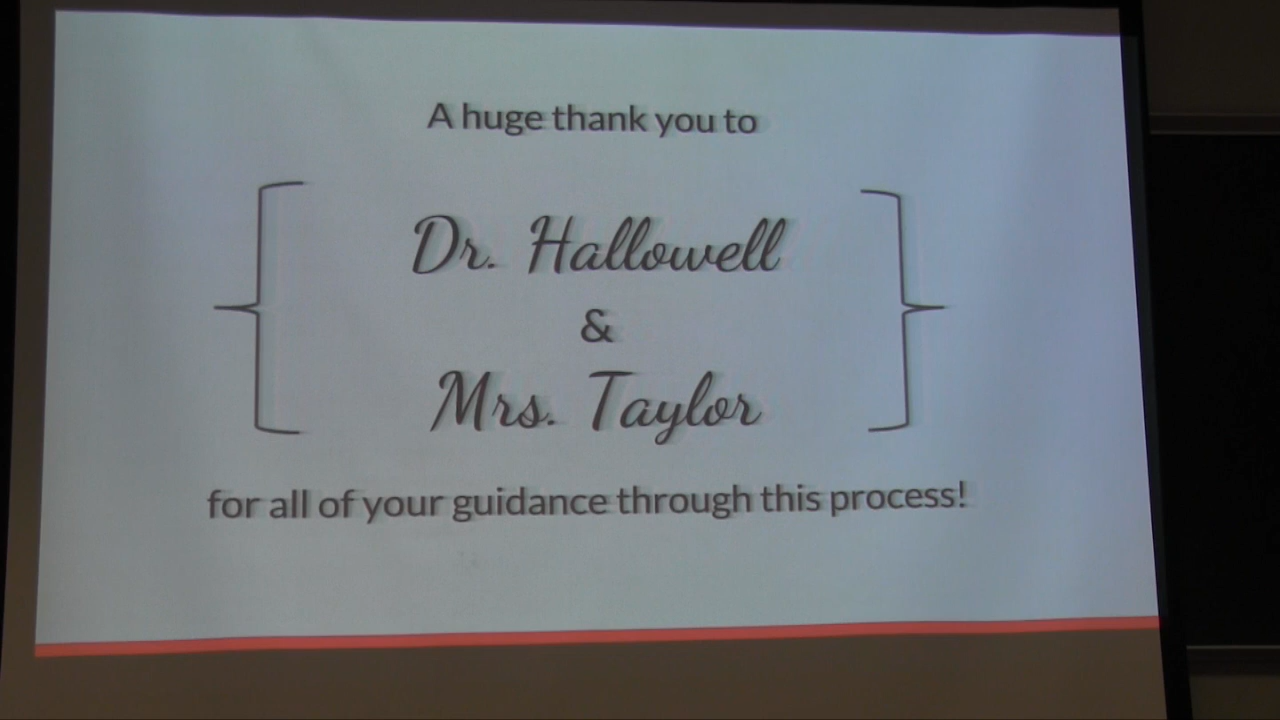 A huge thank you to
Dr. Hallowell
&
Mrs. Taylor
for all of your guidance through this process!